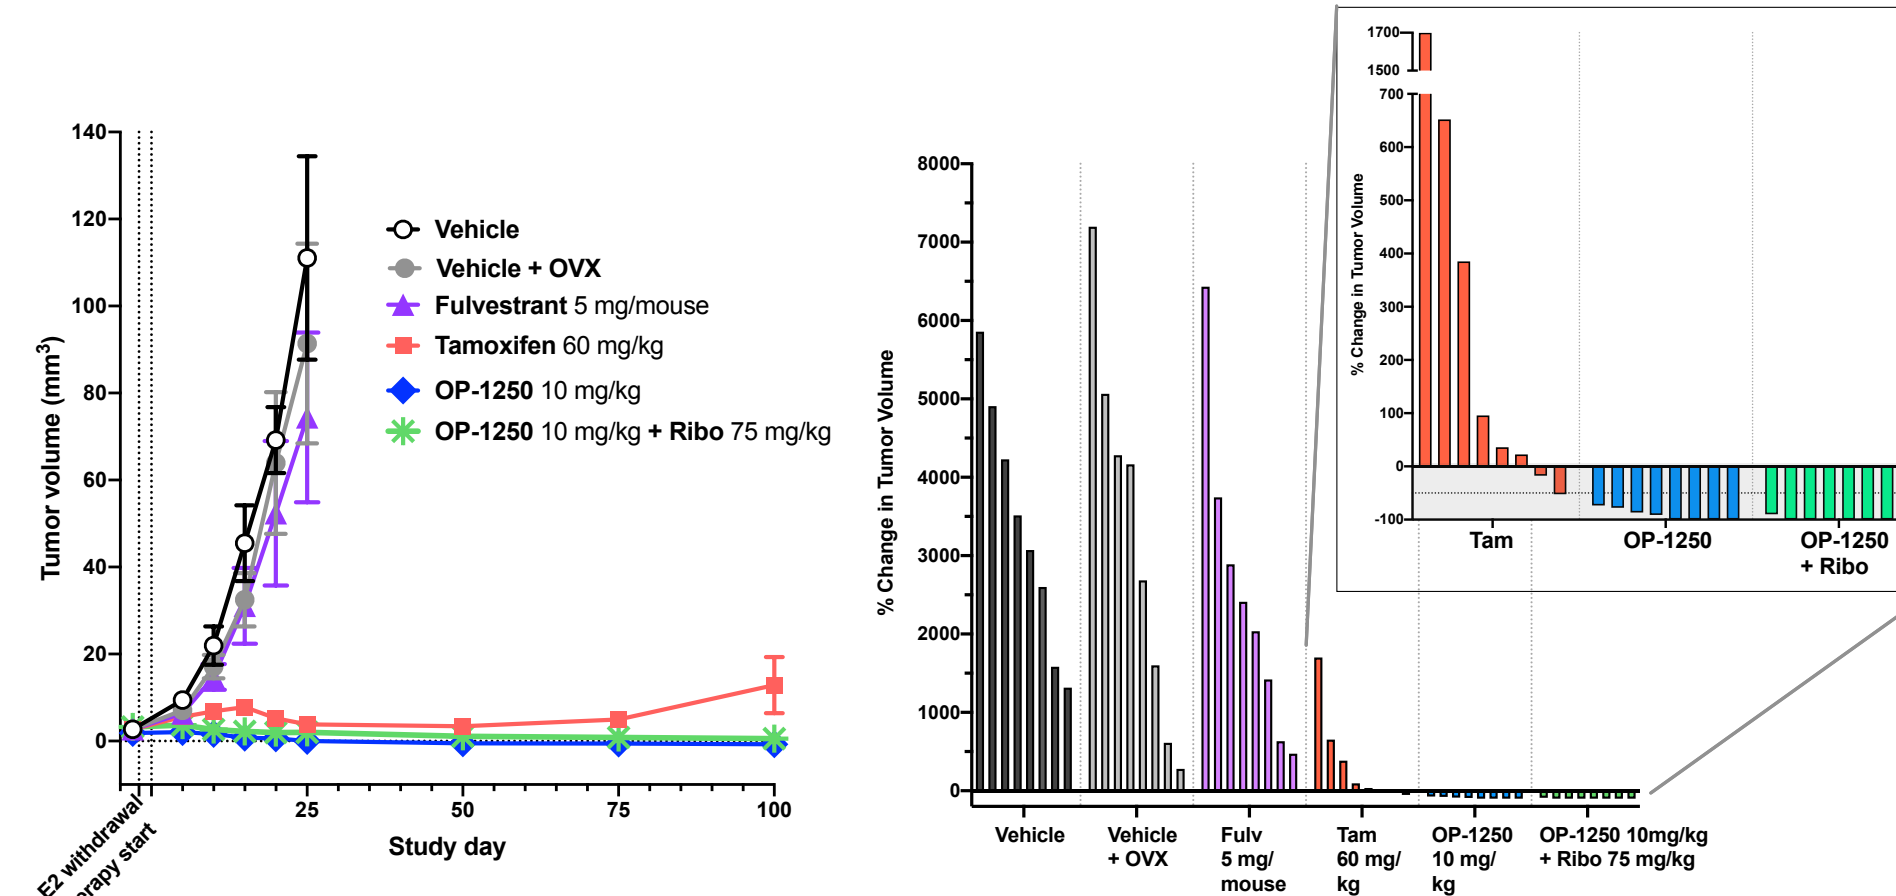 140
120
100
80
60
40
20
0
Tumor volume (mm³)
25
50
75
100
Study day
E2 withdrawal
start
Vehicle
Vehicle + OVX
Fulvestrant 5 mg/mouse
Tamoxifen 60 mg/kg
OP-1250 10 mg/kg
OP-1250 10 mg/kg + Ribo 75 mg/kg
8000
7000
6000
5000
4000
3000
2000
1000
0
% Change in Tumor Volume
Vehicle
Vehicle
+ OVX
Fulv
5 mg/
mouse
Tam
60 mg/
kg
OP-1250
10 mg/
kg
OP-1250 10mg/kg
+ Ribo 75 mg/kg
1700
1500
700
600
500
400
300
200
100
0
-100
% Change in Tumor Volume
Tam
OP-1250
OP-1250
+ Ribo